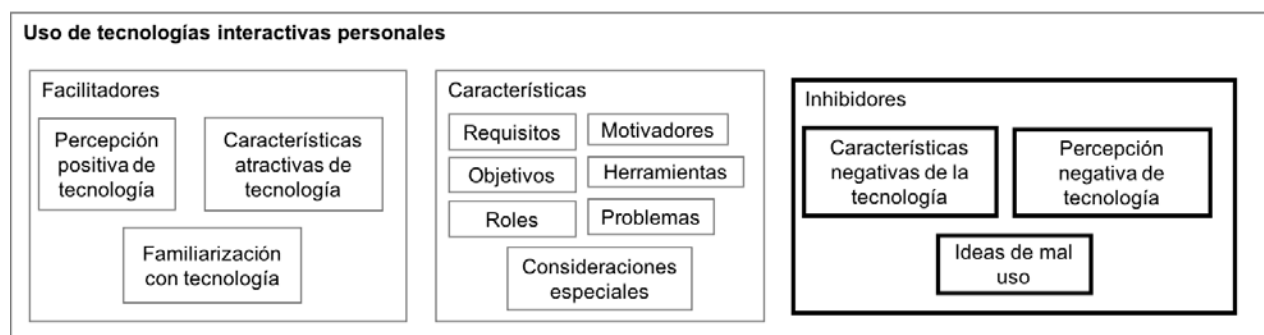 Uso de tecnologías interactivas personales
Facilitadores
Percepción
positiva de
tecnología
Características
atractivas de
tecnología
Familiarización
con tecnología
Características
Requisitos
Motivadores
Objetivos
Herramientas
Roles
Problemas
Consideraciones
especiales
Inhibidores
Características
negativas de la
tecnología
Percepción
negativa de
tecnología
Ideas de mal
uso